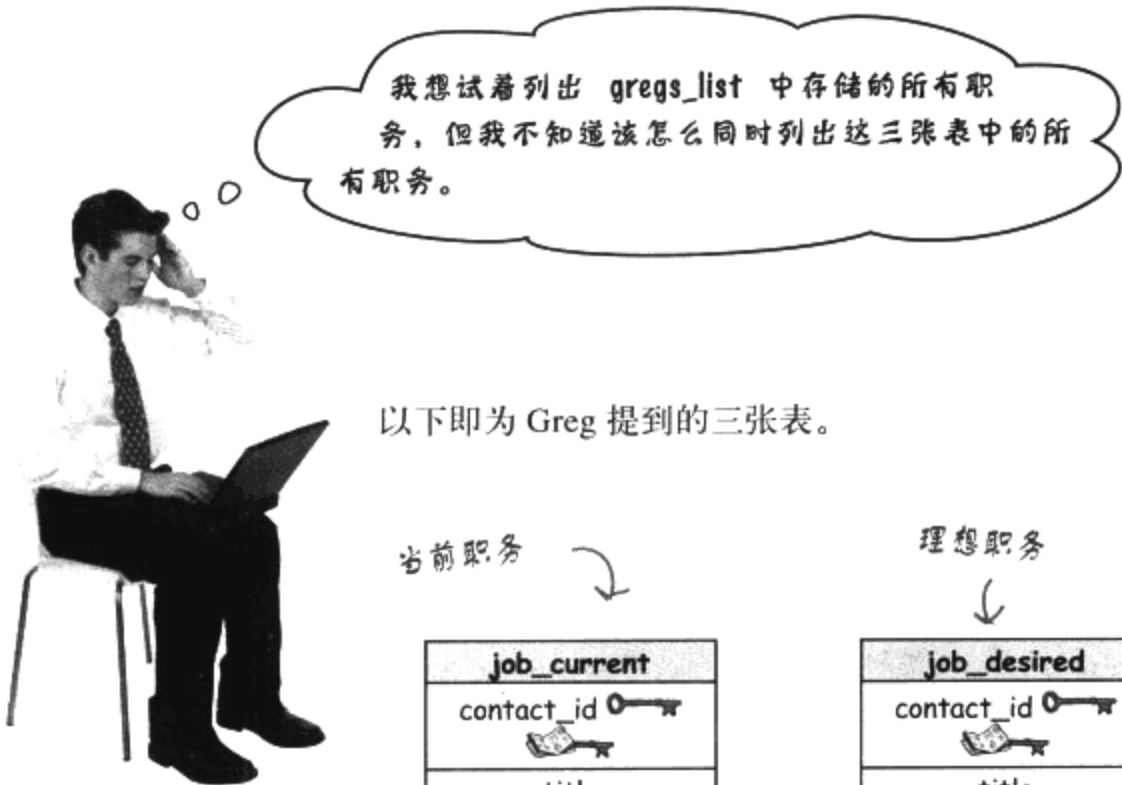 我想试着列出 gregs_list 中存储的所有职
务，但我不知道该怎么同时列出这三张表中的所
有职务。
以下即为 Greg 提到的三张表。
当前职务
理想职务
job_current
job_desired
contact_id
contact_id
title
title